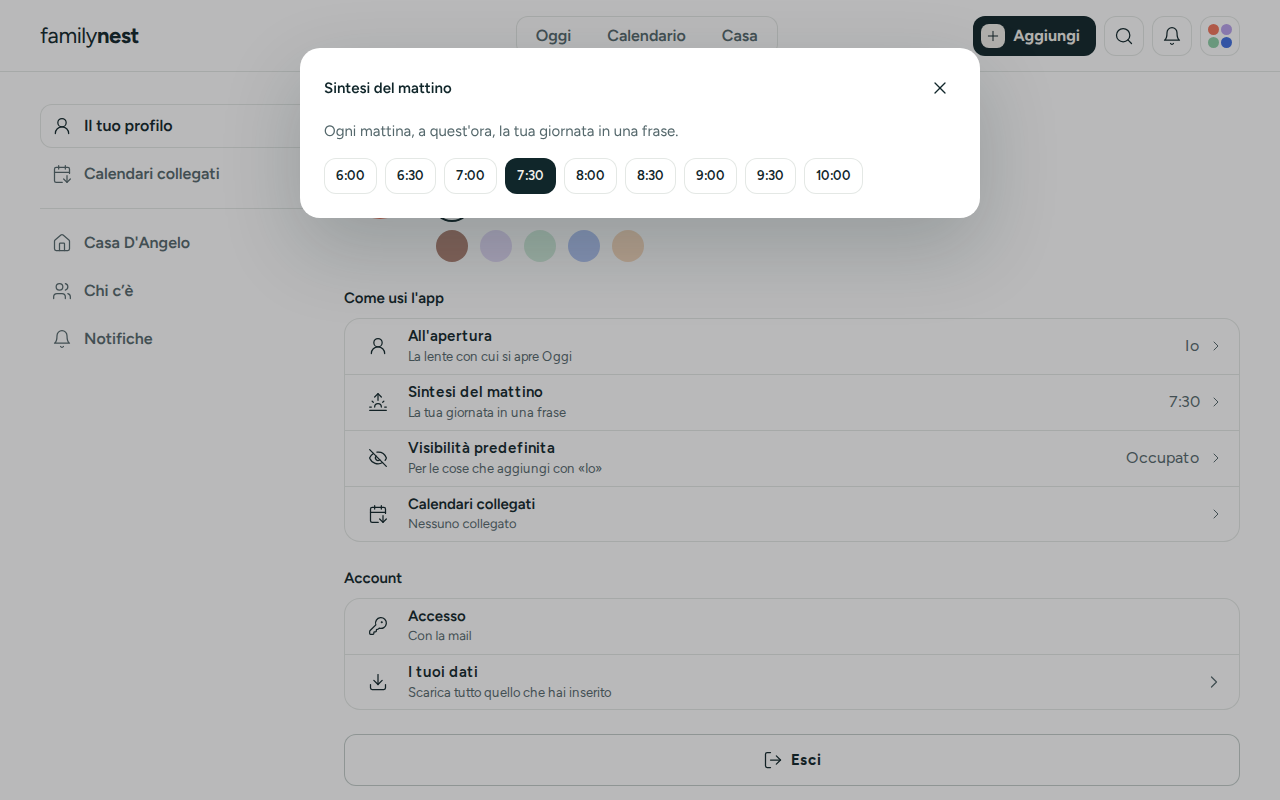 familynest
Oggi
Calendario
Casa
Aggiungi
Sintesi del mattino
Ogni mattina, a quest'ora, la tua giornata in una frase.
6:00
6:30
7:00
7:30
8:00
8:30
9:00
9:30
10:00
Il tuo profilo
Calendari collegati
Casa D'Angelo
Chi c'è
Notifiche
Come usi l'app
All'apertura
La lente con cui si apre Oggi
Io
Sintesi del mattino
La tua giornata in una frase
7:30
Visibilità predefinita
Per le cose che aggiungi con «Io»
Occupato
Calendari collegati
Nessuno collegato
Account
Accesso
Con la mail
I tuoi dati
Scarica tutto quello che hai inserito
Esci